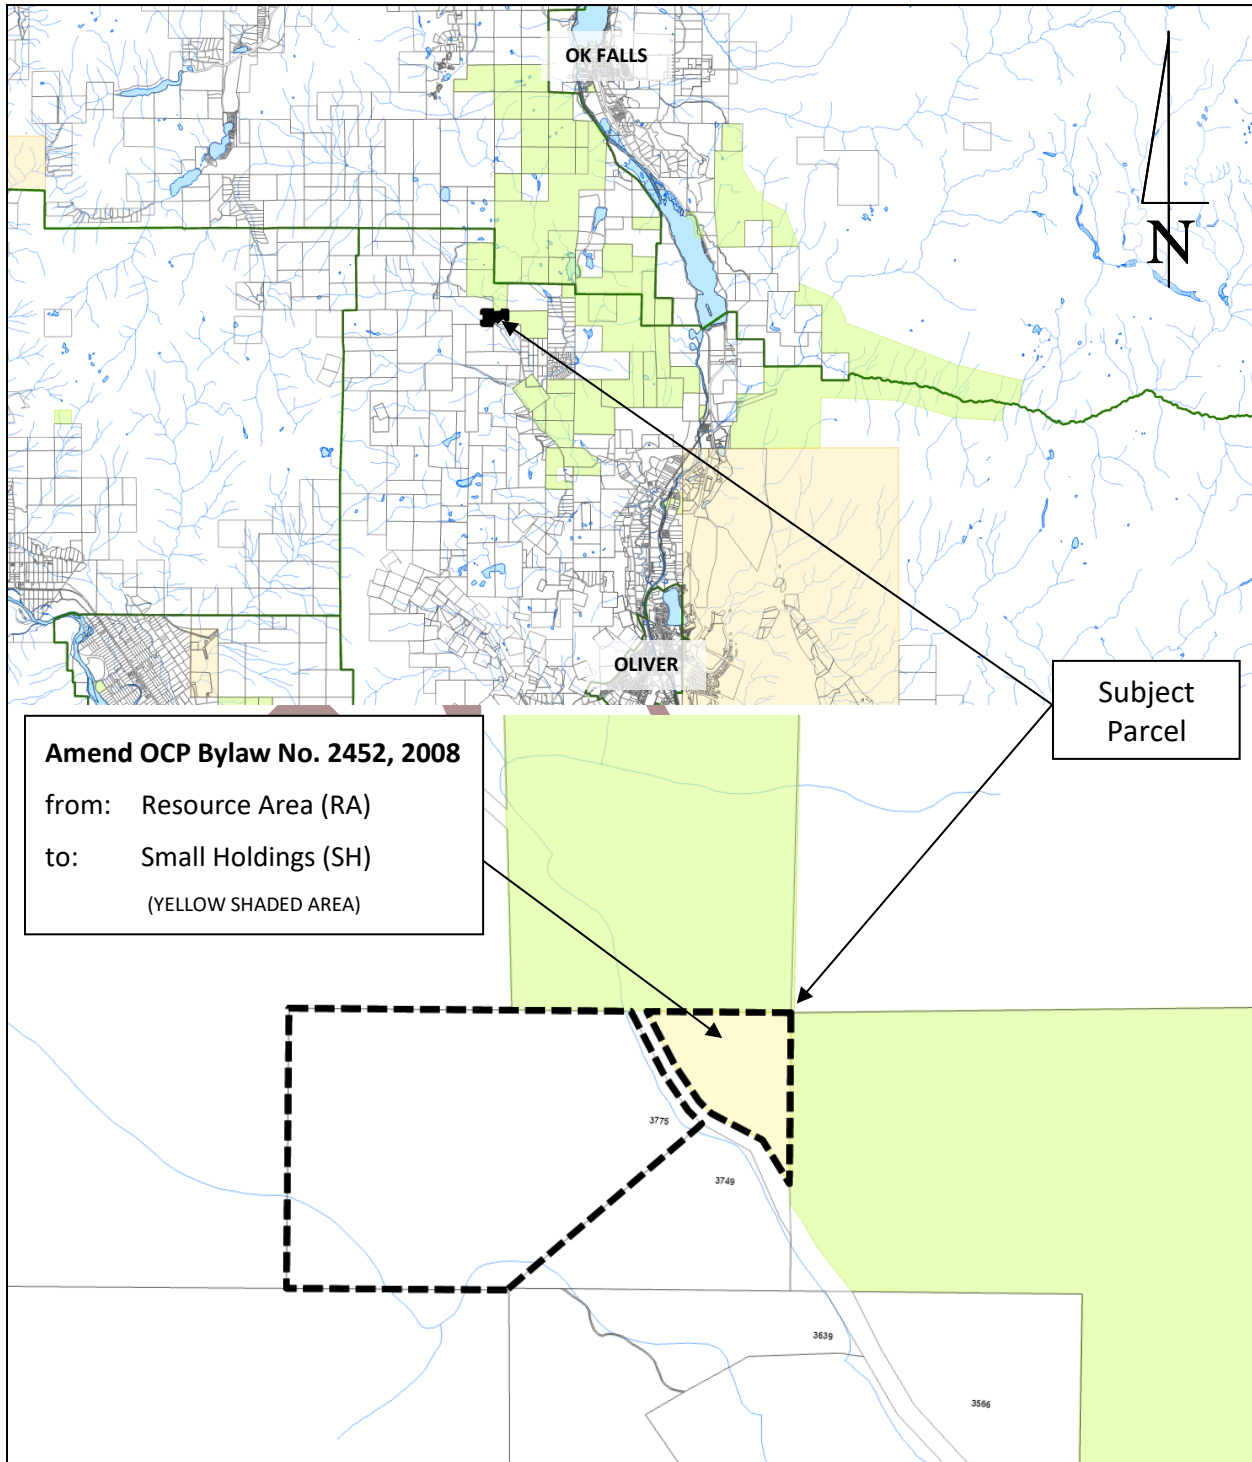 OK FALLS
N
OLIVER
Subject
Parcel
Amend OCP Bylaw No. 2452, 2008
from: Resource Area (RA)
to: Small Holdings (SH)
(YELLOW SHADED AREA)
3775
3749
3639
3566